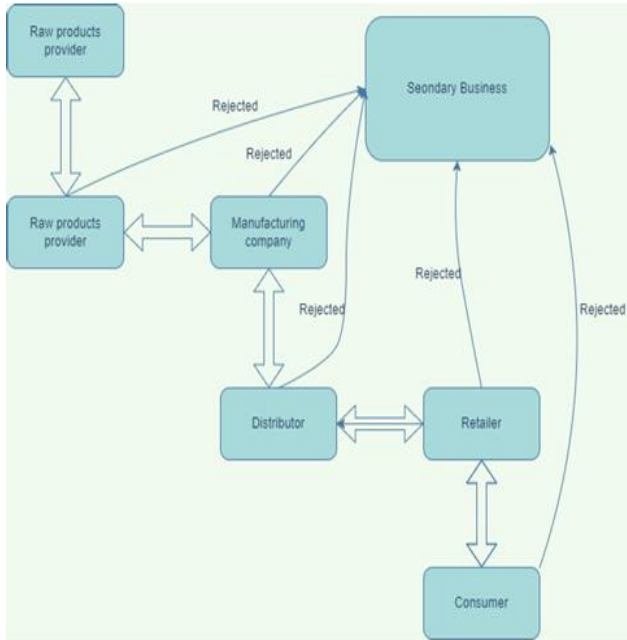 Raw products
provider
Seondary Business
Rejected
Rejected
Raw products
provider
Manufacturing
company
Rejected
Rejected
Rejected
Distributor
Retailer
Consumer